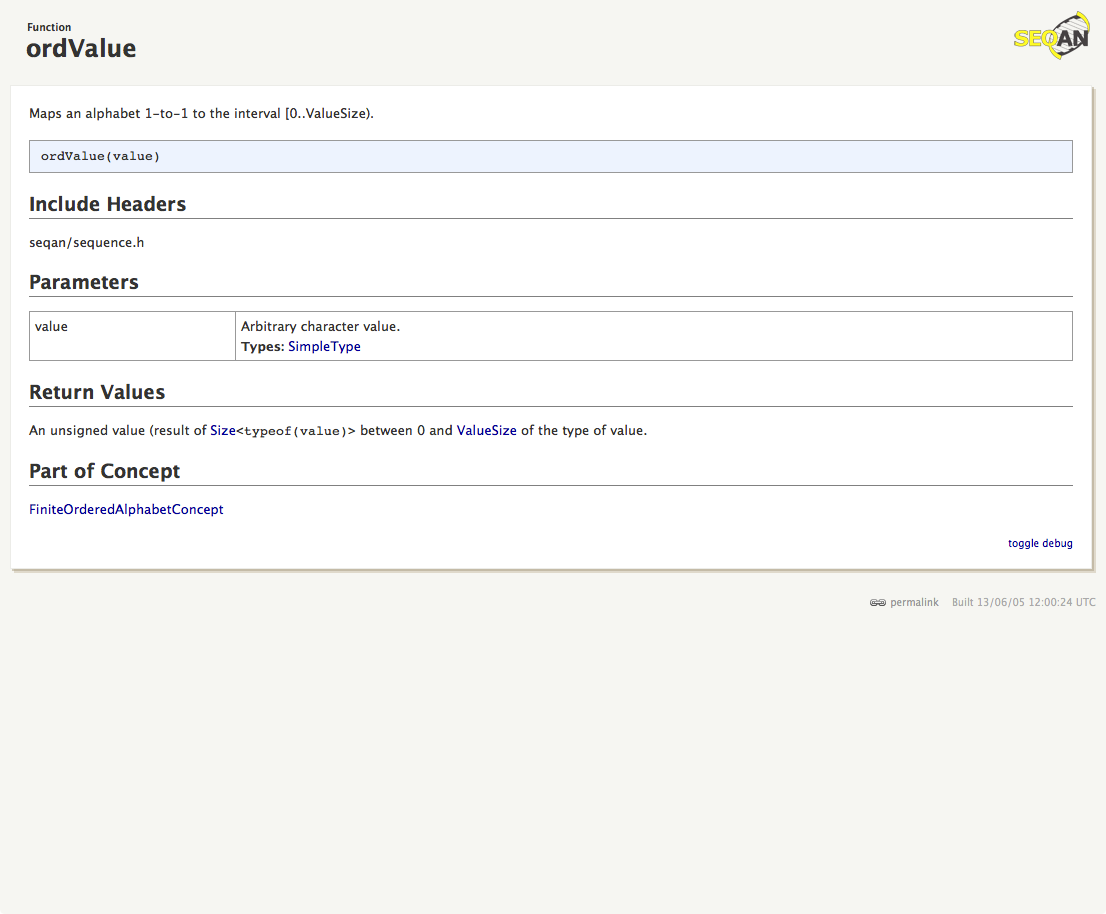 Function
ordValue
SEQAN
Maps an alphabet 1-to-1 to the interval [0..ValueSize).
ordValue(value)
Include Headers
seqan/sequence.h
Parameters
value
Arbitrary character value.
Types: SimpleType
Return Values
An unsigned value (result of Size<typeof(value)> between 0 and ValueSize of the type of value.
Part of Concept
FiniteOrderedAlphabetConcept
toggle debug
permalink Built 13/06/05 12:00:24 UTC